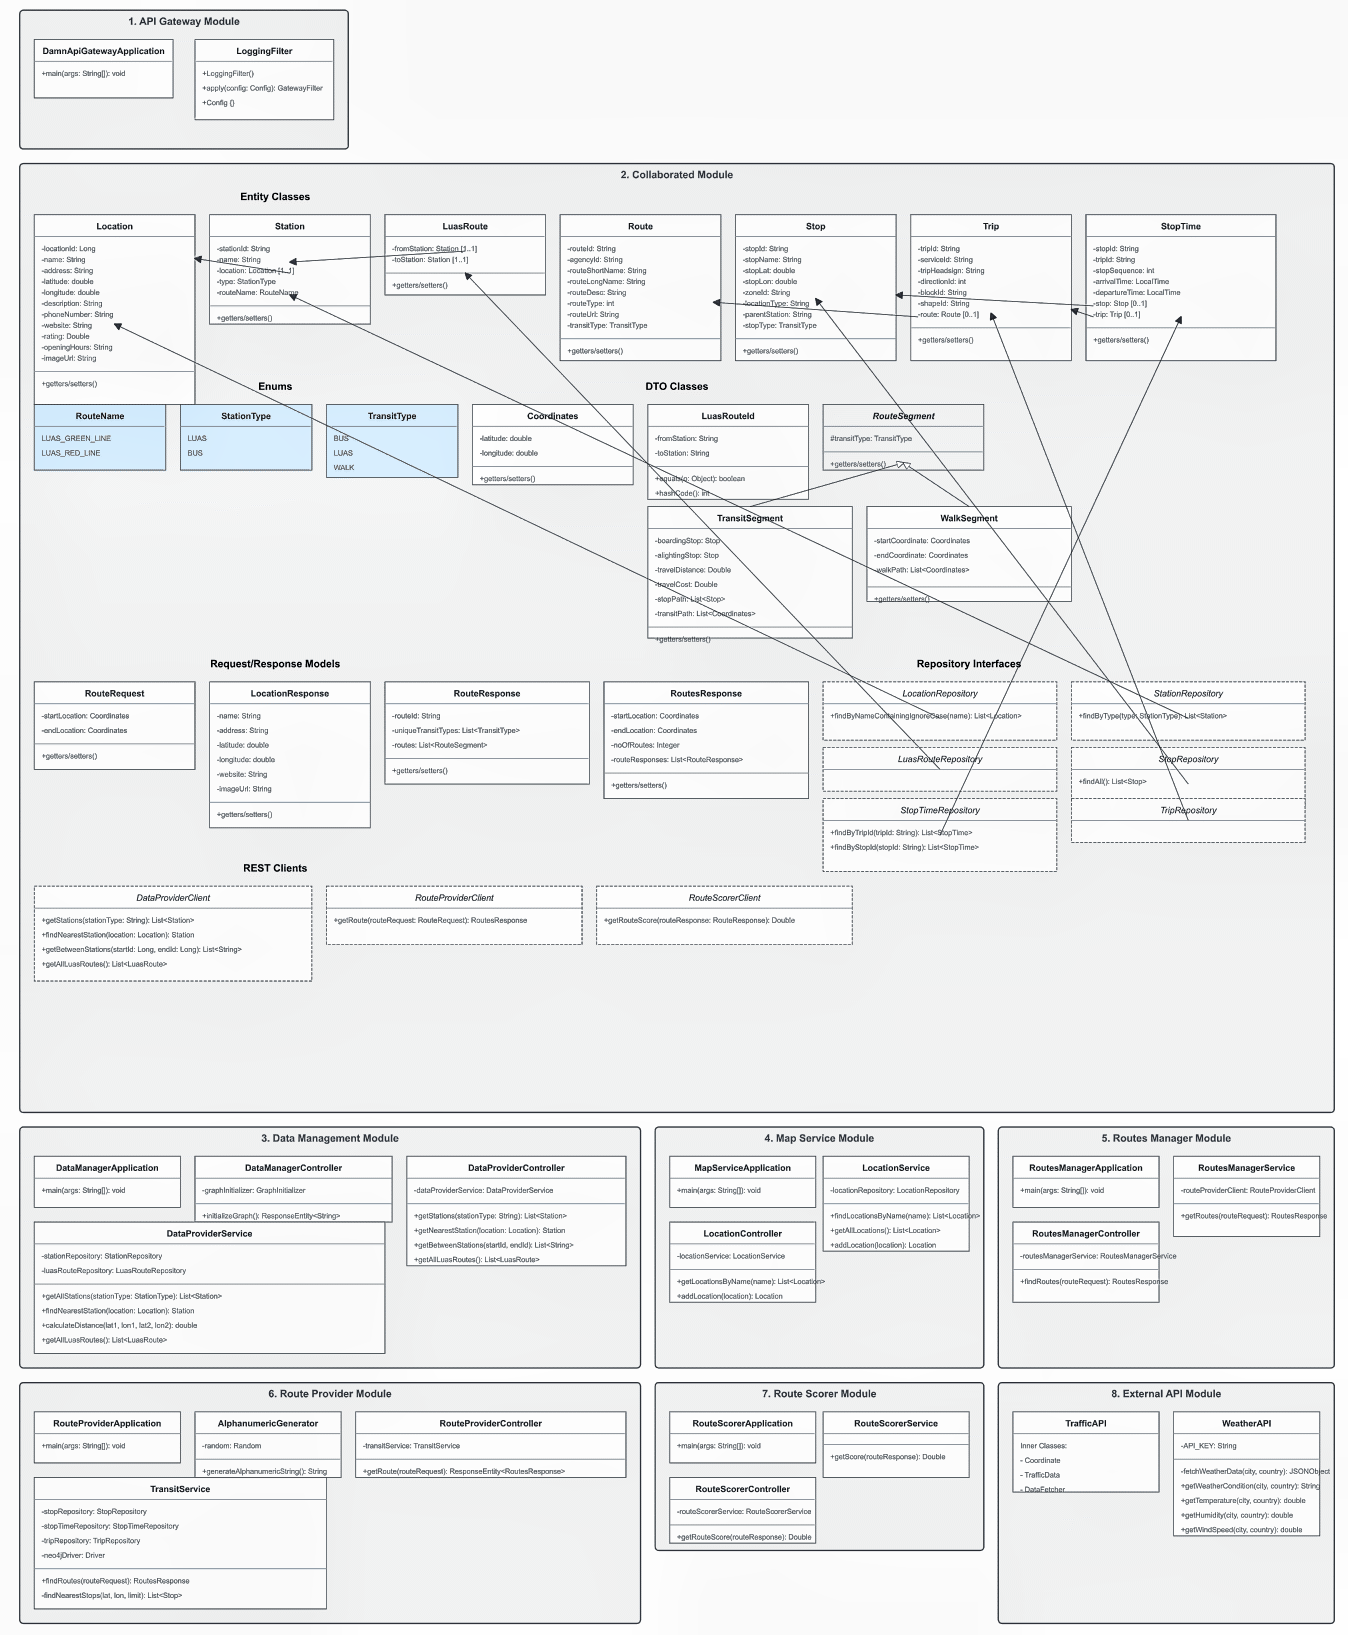 1. API Gateway Module
DamnApiGatewayApplication
+main(args: String[]): void
LoggingFilter
+LoggingFilter()
+apply(config: Config): GatewayFilter
+Config {}
2. Collaborated Module
Entity Classes
Location
-locationId: Long
-name: String
-address: String
-latitude: double
-longitude: double
-description: String
-phoneNumber: String
-website: String
-rating: Double
-openingHours: String
-imageUrl: String
+getters/setters()
Station
-stationId: String
-name: String
-location: Location [1..1]
-type: StationType
-routeName: RouteName
+getters/setters()
LuasRoute
-fromStation: Station [1..1]
-toStation: Station [1..1]
+getters/setters()
Route
-routeId: String
-agencyId: String
-routeShortName: String
-routeLongName: String
-routeDesc: String
-routeType: int
-routeUrl: String
-transitType: TransitType
+getters/setters()
Stop
-stopId: String
-stopName: String
-stopLat: double
-stopLon: double
-zoneId: String
-locationType: String
-parentStation: String
-stopType: TransitType
+getters/setters()
Trip
-tripId: String
-serviceId: String
-tripHeadsign: String
-directionId: int
-blockId: String
-shapeId: String
-route: Route [0..1]
+getters/setters()
StopTime
-stopId: String
-tripId: String
-stopSequence: int
-arrivalTime: LocalTime
-departureTime: LocalTime
-stop: Stop [0..1]
-trip: Trip [0..1]
+getters/setters()
Enums
RouteName
LUAS_GREEN_LINE
LUAS_RED_LINE
StationType
LUAS
BUS
TransitType
BUS
LUAS
WALK
DTO Classes
Coordinates
-latitude: double
-longitude: double
+getters/setters()
LuasRouteId
-fromStation: String
-toStation: String
+equals(o: Object): boolean
+hashCode(): int
RouteSegment
#transitType: TransitType
+getters/setters()
TransitSegment
-boardingStop: Stop
-alightingStop: Stop
-travelDistance: Double
-travelCost: Double
-stopPath: List<Stop>
-transitPath: List<Coordinates>
+getters/setters()
WalkSegment
-startCoordinate: Coordinates
-endCoordinate: Coordinates
-walkPath: List<Coordinates>
+getters/setters()
Request/Response Models
RouteRequest
-startLocation: Coordinates
-endLocation: Coordinates
+getters/setters()
LocationResponse
-name: String
-address: String
-latitude: double
-longitude: double
-website: String
-imageUrl: String
+getters/setters()
RouteResponse
-routeId: String
-uniqueTransitTypes: List<TransitType>
-routes: List<RouteSegment>
+getters/setters()
RoutesResponse
-startLocation: Coordinates
-endLocation: Coordinates
-noOfRoutes: Integer
-routeResponses: List<RouteResponse>
+getters/setters()
Repository Interfaces
LocationRepository
+findByNameContainingIgnoreCase(name): List<Location>
StationRepository
+findByType(type: StationType): List<Station>
LuasRouteRepository
StopRepository
+findAll(): List<Stop>
StopTimeRepository
+findByTripId(tripId: String): List<StopTime>
+findByStopId(stopId: String): List<StopTime>
TripRepository
REST Clients
DataProviderClient
+getStations(stationType: String): List<Station>
+findNearestStation(location: Location): Station
+getBetweenStations(startId: Long, endId: Long): List<String>
+getAllLuasRoutes(): List<LuasRoute>
RouteProviderClient
+getRoute(routeRequest: RouteRequest): RoutesResponse
RouteScorerClient
+getRouteScore(routeResponse: RouteResponse): Double
3. Data Management Module
DataManagerApplication
+main(args: String[]): void
DataManagerController
-graphInitializer: GraphInitializer
+initializeGraph(): ResponseEntity<String>
DataProviderController
-dataProviderService: DataProviderService
+getStations(stationType: String): List<Station>
+getNearestStation(location: Location): Station
+getBetweenStations(startId, endId): List<String>
+getAllLuasRoutes(): List<LuasRoute>
DataProviderService
-stationRepository: StationRepository
-luasRouteRepository: LuasRouteRepository
+getAllStations(stationType: StationType): List<Station>
+findNearestStation(location: Location): Station
+calculateDistance(lat1, lon1, lat2, lon2): double
+getAllLuasRoutes(): List<LuasRoute>
4. Map Service Module
MapServiceApplication
+main(args: String[]): void
LocationService
-locationRepository: LocationRepository
+findLocationsByName(name): List<Location>
+getAllLocations(): List<Location>
+addLocation(location): Location
LocationController
-locationService: LocationService
+getLocationsByName(name): List<Location>
+addLocation(location): Location
5. Routes Manager Module
RoutesManagerApplication
+main(args: String[]): void
RoutesManagerService
-routeProviderClient: RouteProviderClient
+getRoutes(routeRequest): RoutesResponse
RoutesManagerController
-routesManagerService: RoutesManagerService
+findRoutes(routeRequest): RoutesResponse
6. Route Provider Module
RouteProviderApplication
+main(args: String[]): void
AlphanumericGenerator
-random: Random
+generateAlphanumericString(): String
RouteProviderController
-transitService: TransitService
+getRoute(routeRequest): ResponseEntity<RoutesResponse>
TransitService
-stopRepository: StopRepository
-stopTimeRepository: StopTimeRepository
-tripRepository: TripRepository
-neo4jDriver: Driver
+findRoutes(routeRequest): RoutesResponse
-findNearestStops(lat, lon, limit): List<Stop>
7. Route Scorer Module
RouteScorerApplication
+main(args: String[]): void
RouteScorerService
+getScore(routeResponse): Double
RouteScorerController
-routeScorerService: RouteScorerService
+getRouteScore(routeResponse): Double
8. External API Module
TrafficAPI
Inner Classes:
- Coordinate
- TrafficData
- DataFetcher
WeatherAPI
-API_KEY: String
-fetchWeatherData(city, country): JSONObject
+getWeatherCondition(city, country): String
+getTemperature(city, country): double
+getHumidity(city, country): double
+getWindSpeed(city, country): double